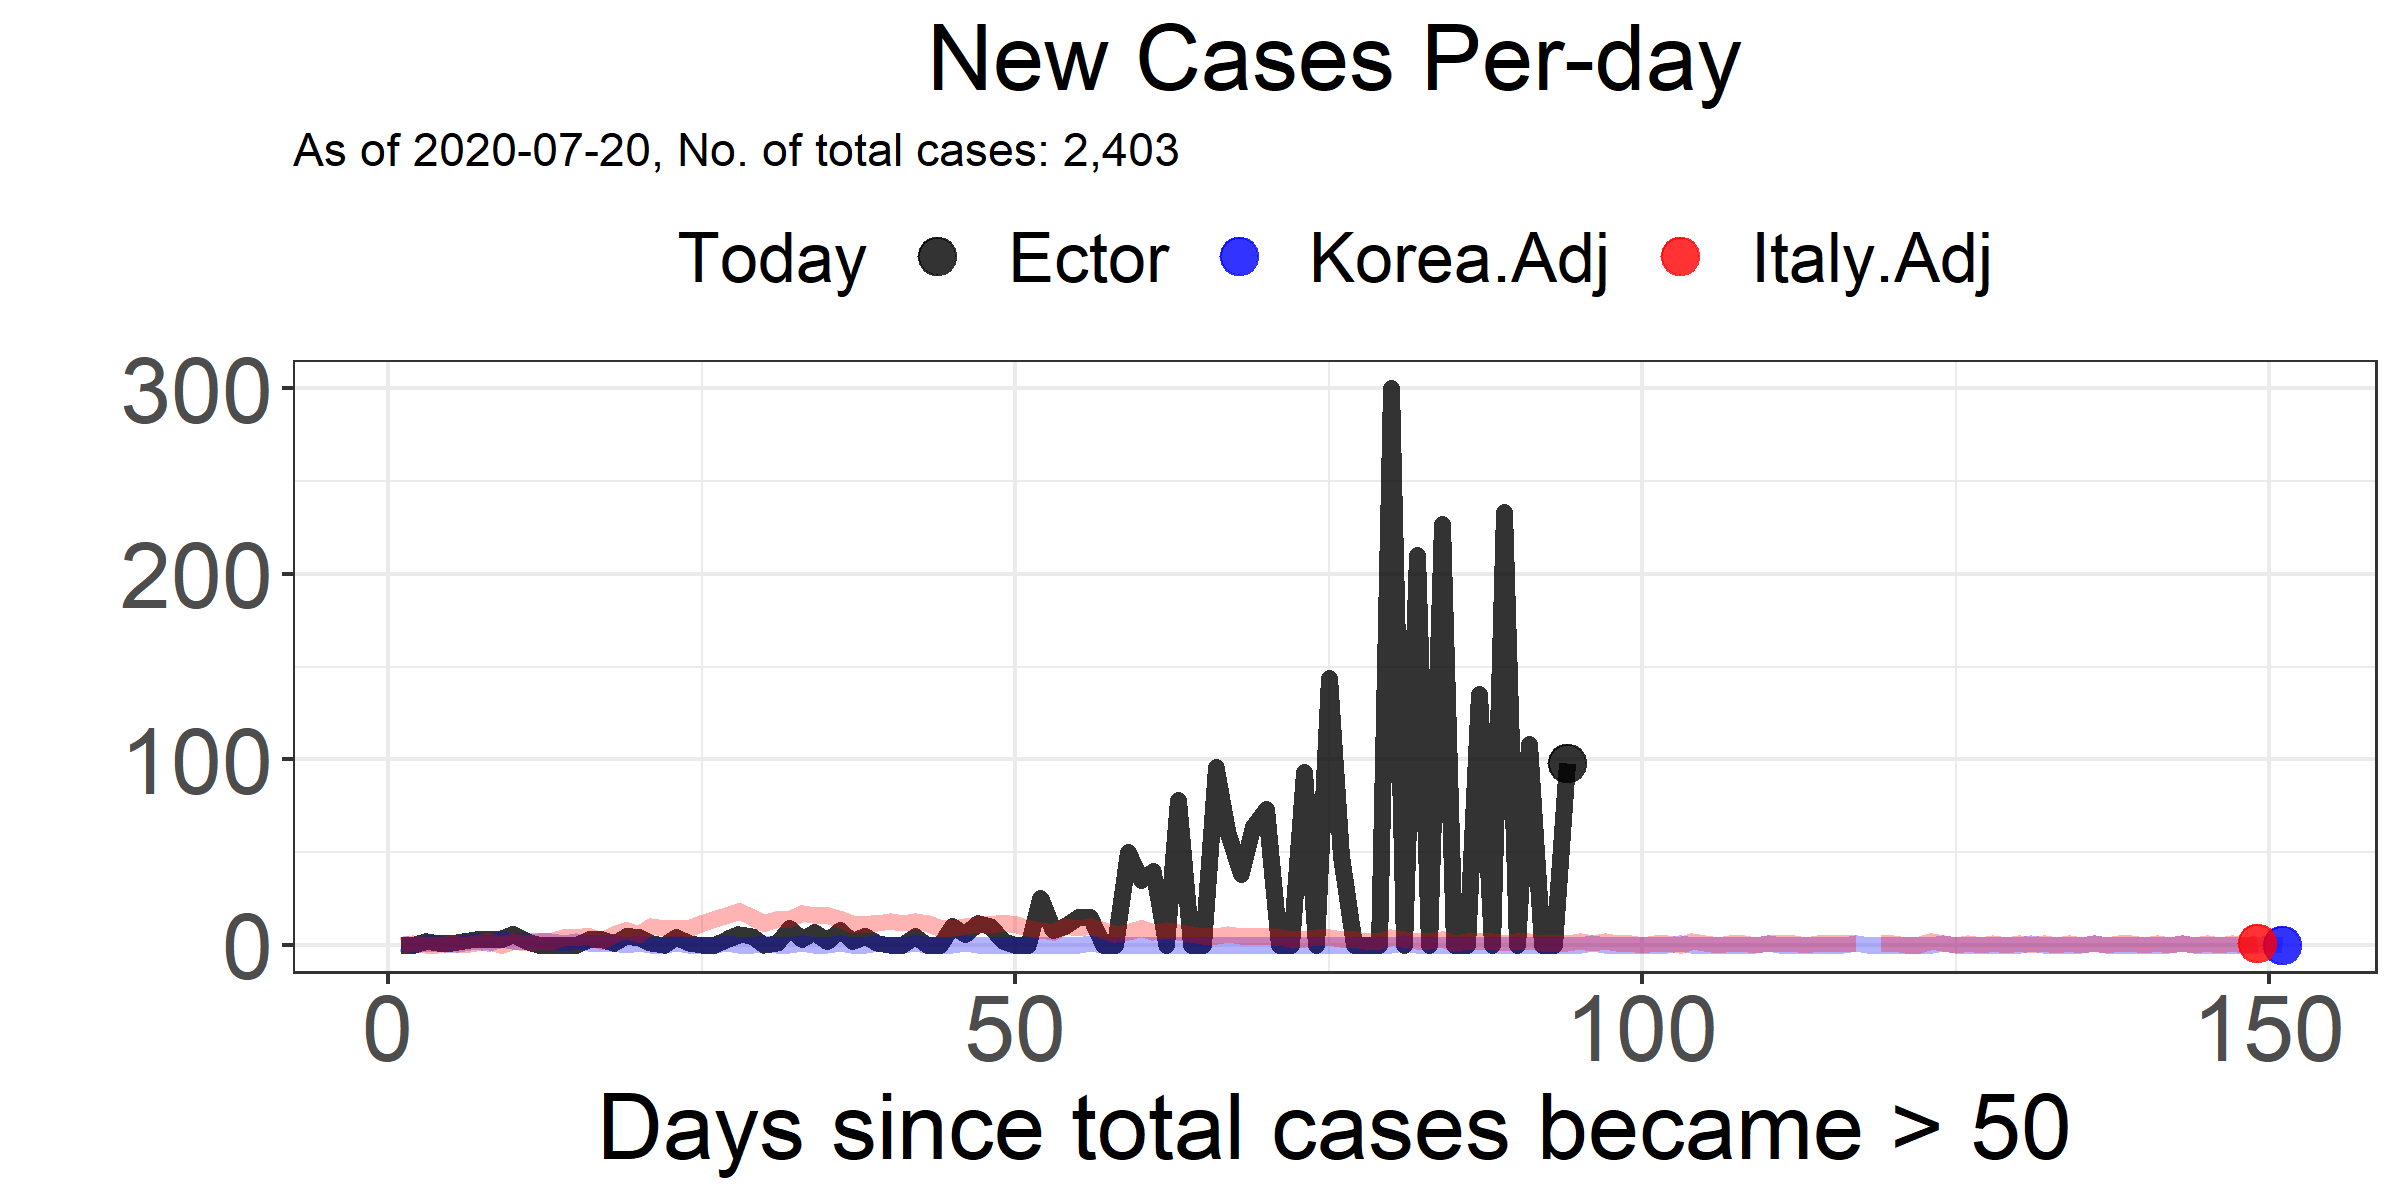 New Cases Per-day
As of 2020-07-20, No. of total cases: 2,403
Today Ector Korea.Adj Italy.Adj
300
200
100
0
0 50 100 150
Days since total cases became > 50